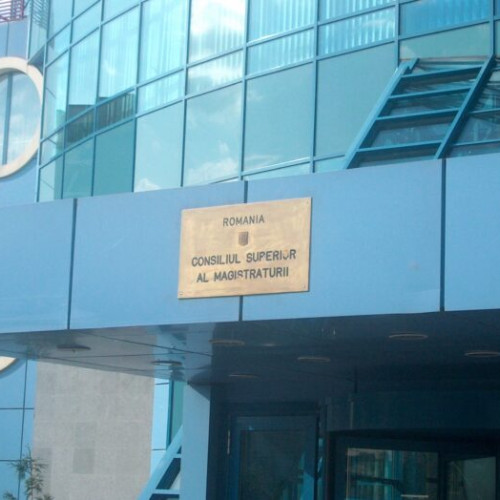 ROMANIA
CONSILIUL SUPERIOR
AL MAGISTRATURII